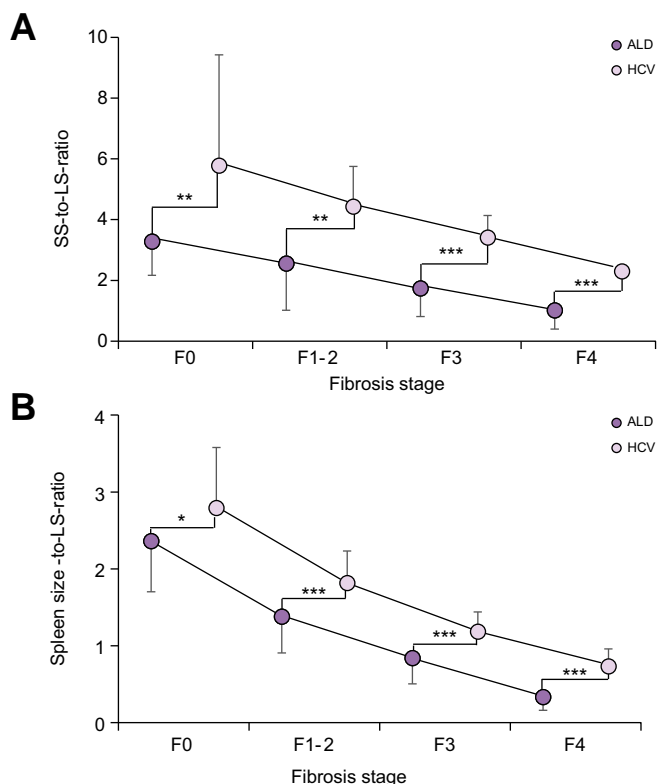 A
10
8
6
4
2
0
SS-to-LS-ratio
ALD
HCV
**
**
***
***
F0 F1-2 F3 F4
Fibrosis stage
B
4
3
2
1
0
Spleen size -to-LS-ratio
ALD
HCV
*
***
***
***
F0 F1-2 F3 F4
Fibrosis stage